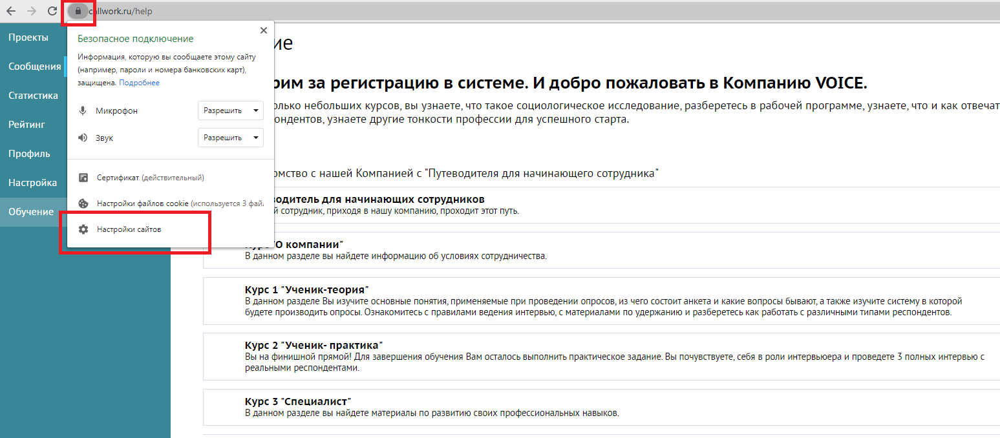 callwork.ru/help
Проекты
Сообщения
Статистика
Рейтинг
Профиль
Настройка
Обучение
Безопасное подключение
Информация, которую вы сообщаете этому сайту
(например, пароли и номера банковских карт),
защищена. Подробнее
Микрофон Разрешить
Звук Разрешить
Сертификат (действительный)
Настройки файлов cookie (используется 3 фай
Настройки сайтов
ие
рим за регистрацию в системе. И добро пожаловать в Компанию VOICE.
олько небольших курсов, вы узнаете, что такое социологическое исследование, разберетесь в рабочей программе, узнаете, что и как отвечат
ондентов, узнаете другие тонкости профессии для успешного старта.
омство с нашей Компанией с "Путеводителя для начинающего сотрудника"
водитель для начинающих сотрудников
й сотрудник, приходя в нашу компанию, проходит этот путь.
Курс "О компании"
В данном разделе вы найдете информацию об условиях сотрудничества.
Курс 1 "Ученик-теория"
В данном разделе Вы изучите основные понятия, применяемые при проведении опросов, из чего состоит анкета и какие вопросы бывают, а также изучите систему в которой
будете производить опросы. Ознакомитесь с правилами ведения интервью, с материалами по удержанию и разберетесь как работать с различными типами респондентов.
Курс 2 "Ученик- практика"
Вы на финишной прямой! Для завершения обучения Вам осталось выполнить практическое задание. Вы почувствуете, себя в роли интервьюера и проведете 3 полных интервью с
реальными респондентами.
Курс 3 "Специалист"
В данном разделе вы найдете материалы по развитию своих профессиональных навыков.